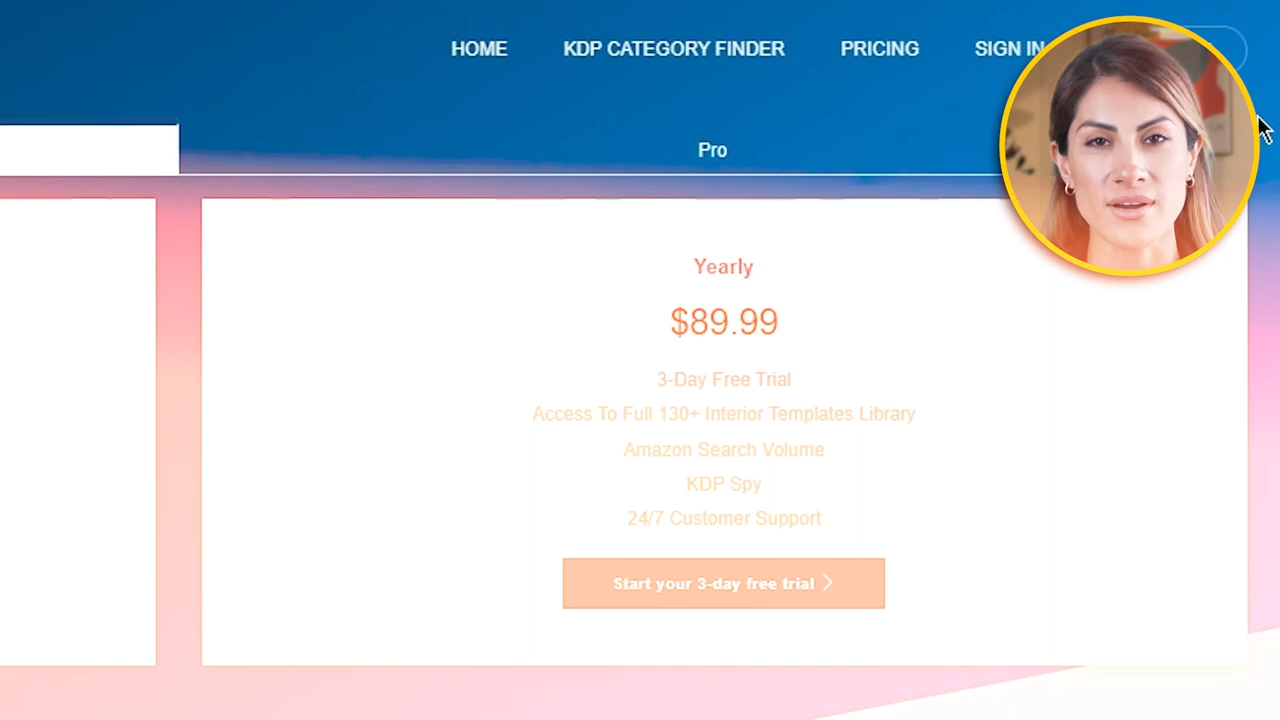 HOME KDP CATEGORY FINDER PRICING SIGN IN
Pro
Yearly
$89.99
3-Day Free Trial
Access To Full 130+ Interior Templates Library
Amazon Search Volume
KDP Spy
24/7 Customer Support
Start your 3-day free trial